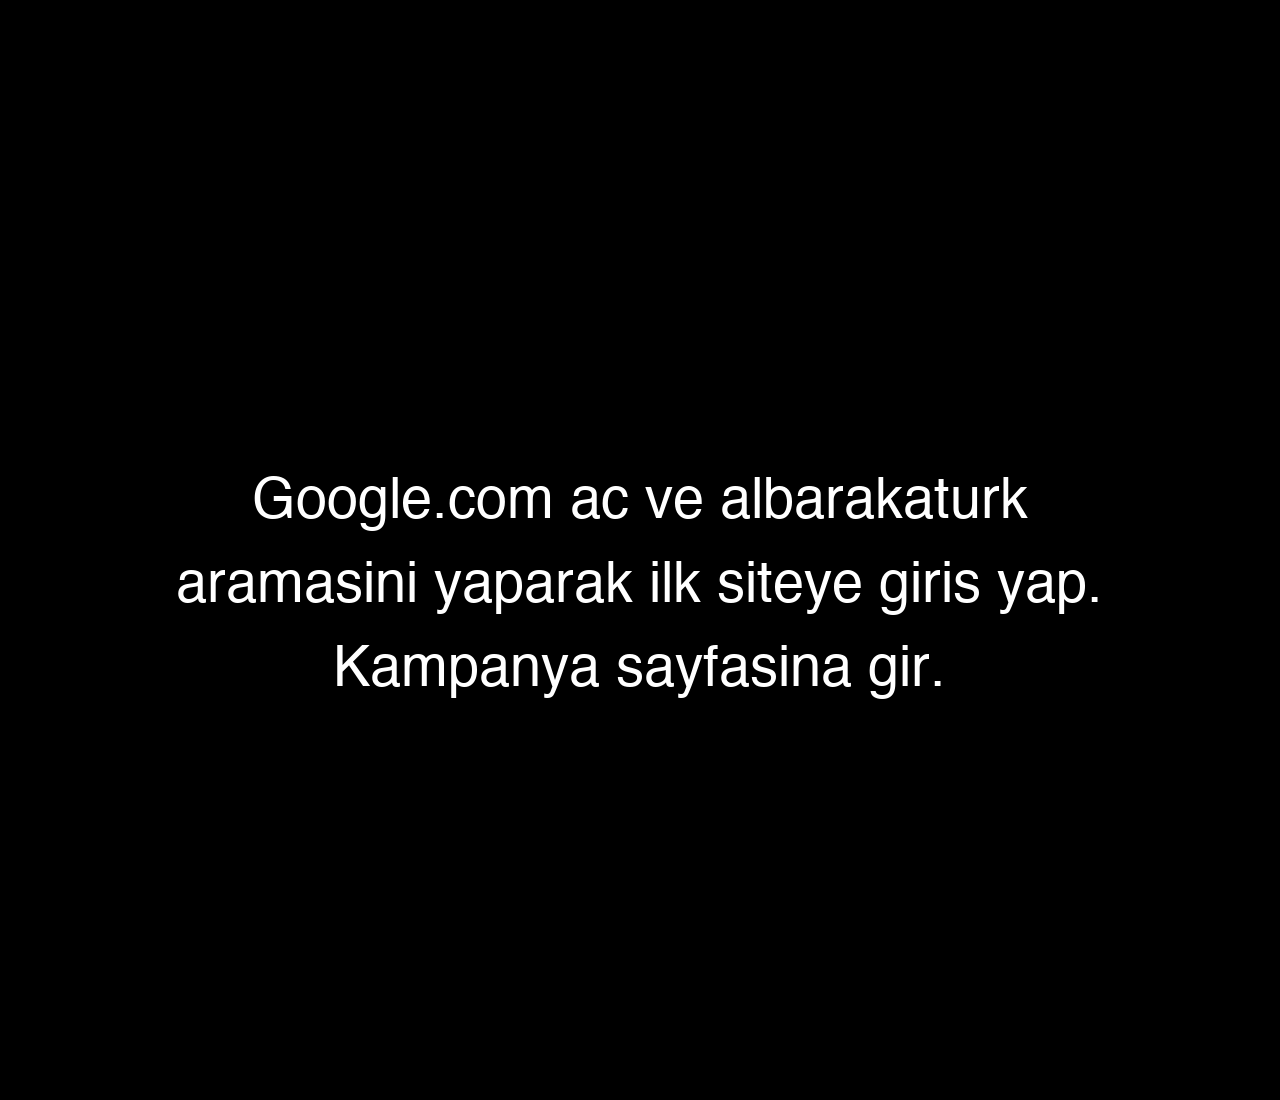 Google.com ac ve albarakaturk
aramasini yaparak ilk siteye giris yap.
Kampanya sayfasina gir.